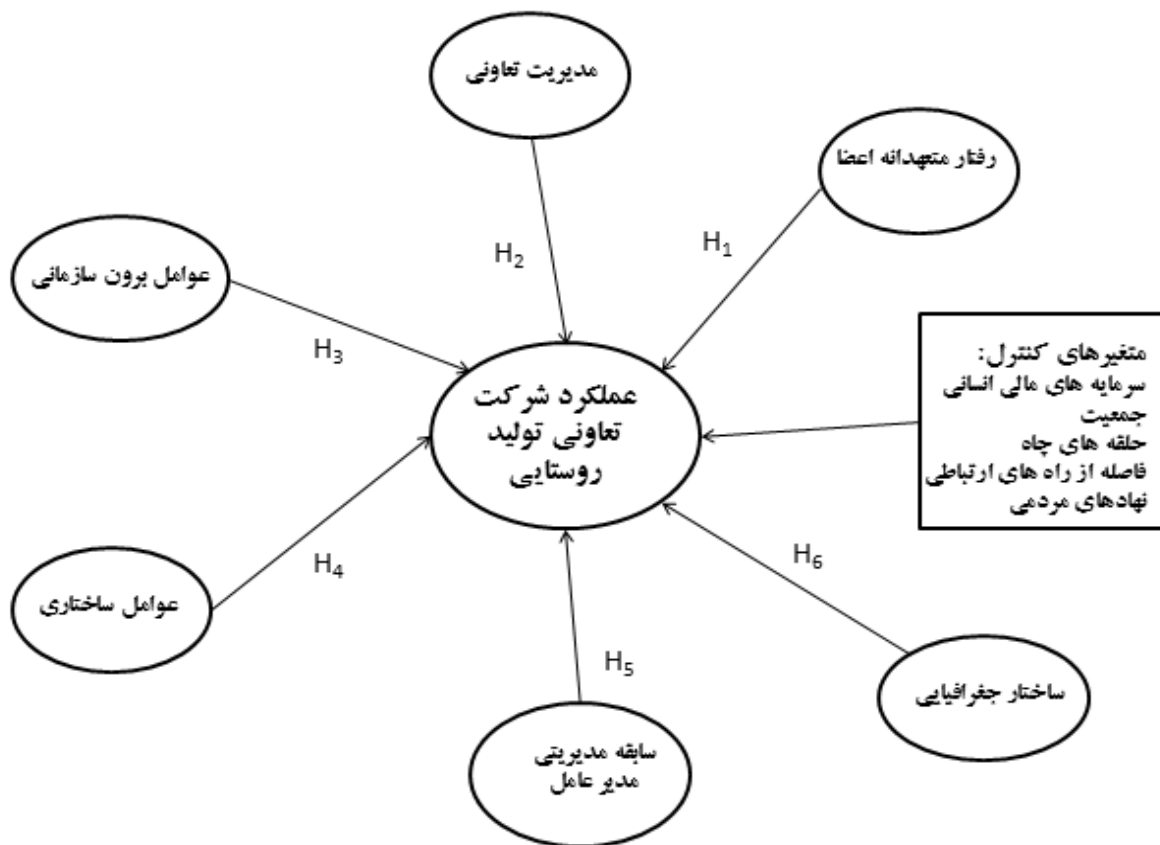 مدیریت تعاونی
رفتار متعهدانه اعضا
H1
H2
عوامل برون سازمانی
H3
عملکرد شرکت
تعاونی تولید
روستایی
متغیرهای کنترل:
سرمایه های مالی انسانی
جمعیت
حلقه های چاه
فاصله از راه های ارتباطی
نهادهای مردمی
H4
عوامل ساختاری
H5
H6
سابقه مدیریتی
مدیر عامل
ساختار جغرافیایی